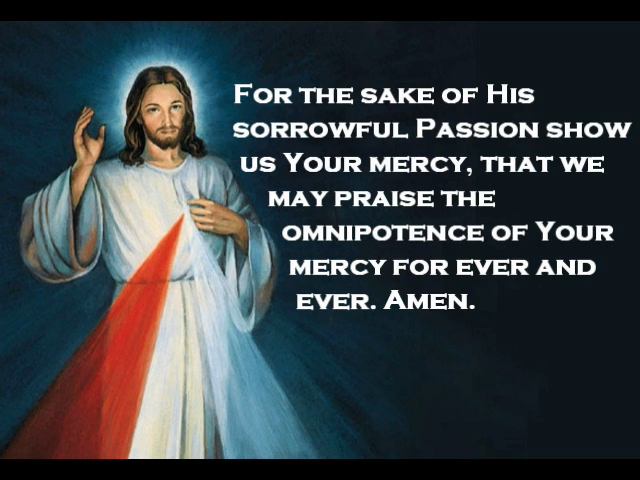 For the sake of His
sorrowful Passion show
us Your mercy, that we
may praise the
omnipotence of Your
mercy for ever and
ever. Amen.